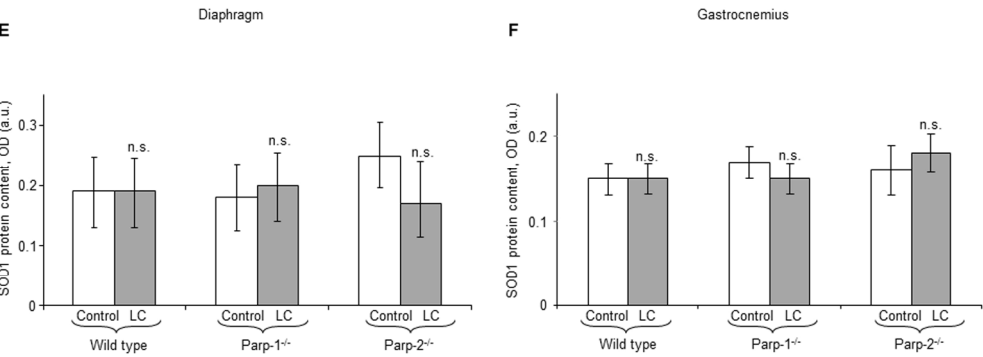 Diaphragm
E
SOD1 protein content, OD (a.u.)
0.3
0.2
0.1
0
n.s.
n.s.
n.s.
Control LC Control LC Control LC
Wild type Parp-1-/- Parp-2-/-
Gastrocnemius
F
SOD1 protein content, OD (a.u.)
0.2
0.1
0
n.s.
n.s.
n.s.
Control LC Control LC Control LC
Wild type Parp-1-/- Parp-2-/-